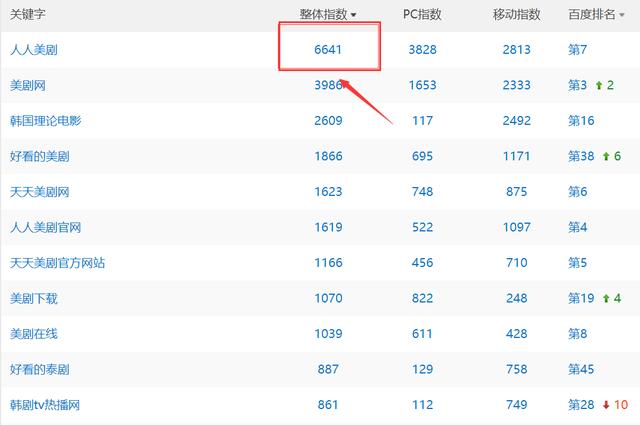 关键字 整体指数 PC指数 移动指数 百度排名
人人美剧 6641 3828 2813 第7
美剧网 3986 1653 2333 第3 2
韩国理论电影 2609 117 2492 第16
好看的美剧 1866 695 1171 第38 6
天天美剧网 1623 748 875 第6
人人美剧官网 1619 522 1097 第4
天天美剧官方网站 1166 456 710 第5
美剧下载 1070 822 248 第19 4
美剧在线 1039 611 428 第8
好看的泰剧 887 129 758 第45
韩剧tv热播网 861 112 749 第28 10